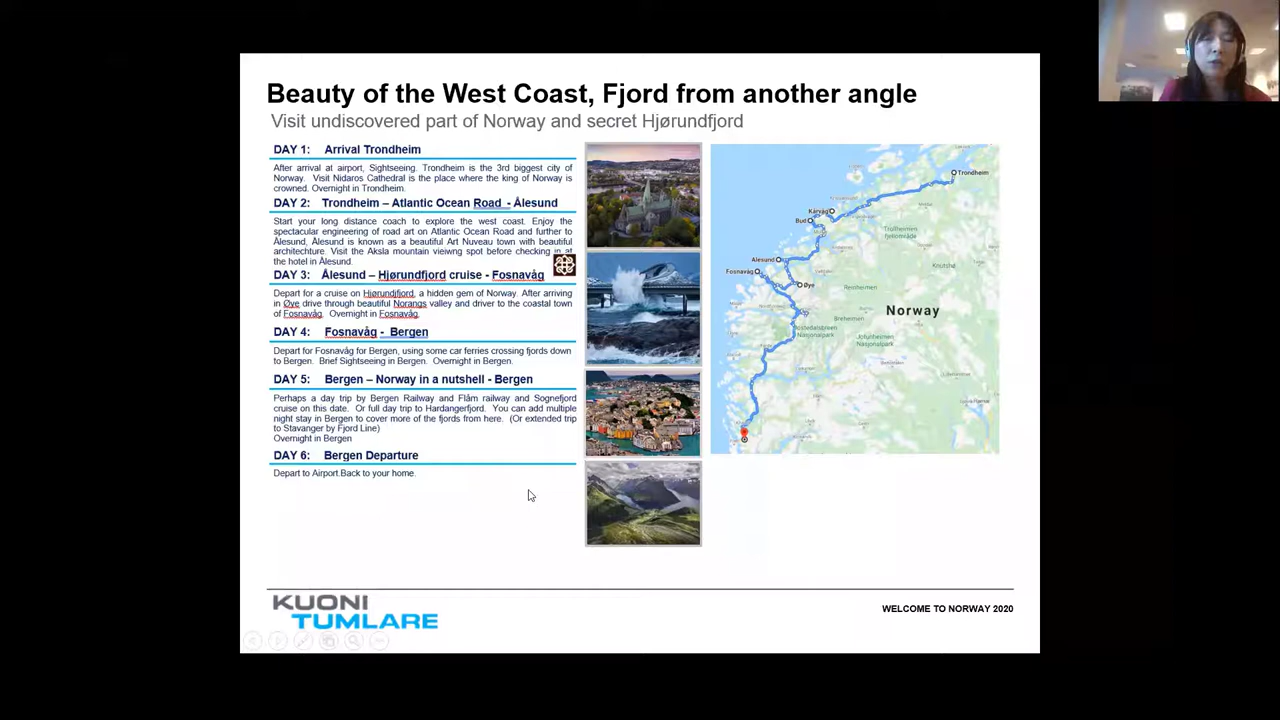 Beauty of the West Coast, Fjord from another angle
Visit undiscovered part of Norway and secret Hjørundfjord
DAY 1: Arrival Trondheim
After arrival at airport, Sightseeing. Trondheim is the 3rd biggest city of
Norway. Visit Nidaros Cathedral is the place where the king of Norway is
crowned. Overnight in Trondheim.
DAY 2: Trondheim – Atlantic Ocean Road - Ålesund
Start your long distance coach to explore the west coast. Enjoy the
spectacular engineering of road art on Atlantic Ocean Road and further to
Ålesund, Ålesund is known as a beautiful Art Nuveau town with beautiful
architechture. Visit the Aksla mountain vieiwng spot before checking in at
the hotel in Ålesund.
DAY 3: Ålesund – Hjørundfjord cruise - Fosnavåg
Depart for a cruise on Hjørundfjord, a hidden gem of Norway. After arriving
in Øye drive through beautiful Norangs valley and driver to the coastal town
of Fosnavåg. Overnight in Fosnavåg.
DAY 4: Fosnavåg - Bergen
Depart for Fosnavåg for Bergen, using some car ferries crossing fjords down
to Bergen. Brief Sightseeing in Bergen. Overnight in Bergen.
DAY 5: Bergen – Norway in a nutshell - Bergen
Perhaps a day trip by Bergen Railway and Flåm railway and Sognefjord
cruise on this date. Or full day trip to Hardangerfjord. You can add multiple
night stay in Bergen to cover more of the fjords from here. (Or extended trip
to Stavanger by Fjord Line)
Overnight in Bergen
DAY 6: Bergen Departure
Depart to Airport.Back to your home.
Trondheim
Kårvåg
Bud
Trollheimen
Ålesund
Fosnavåg
Øye
Norway
Jotunheimen
Nasjonalpark
KUONI
TUMLARE
WELCOME TO NORWAY 2020